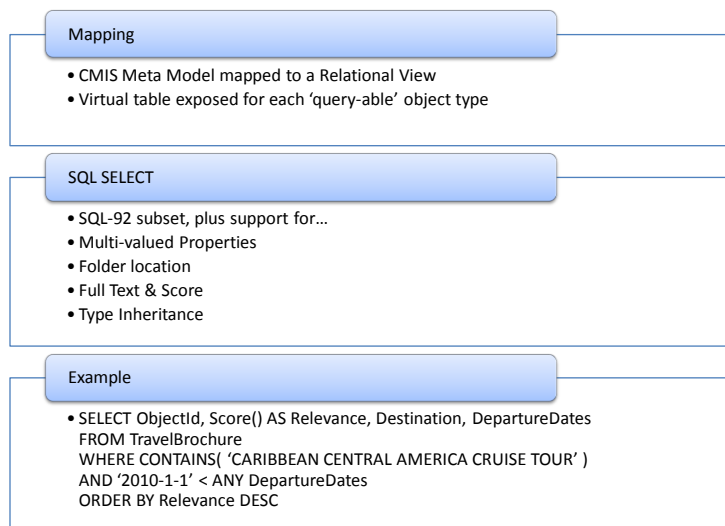 Mapping
• CMIS Meta Model mapped to a Relational View
• Virtual table exposed for each ‘query-able’ object type
SQL SELECT
• SQL-92 subset, plus support for…
• Multi-valued Properties
• Folder location
• Full Text & Score
• Type Inheritance
Example
• SELECT ObjectId, Score() AS Relevance, Destination, DepartureDates
FROM TravelBrochure
WHERE CONTAINS( ‘CARIBBEAN CENTRAL AMERICA CRUISE TOUR’ )
AND ‘2010-1-1’ < ANY DepartureDates
ORDER BY Relevance DESC